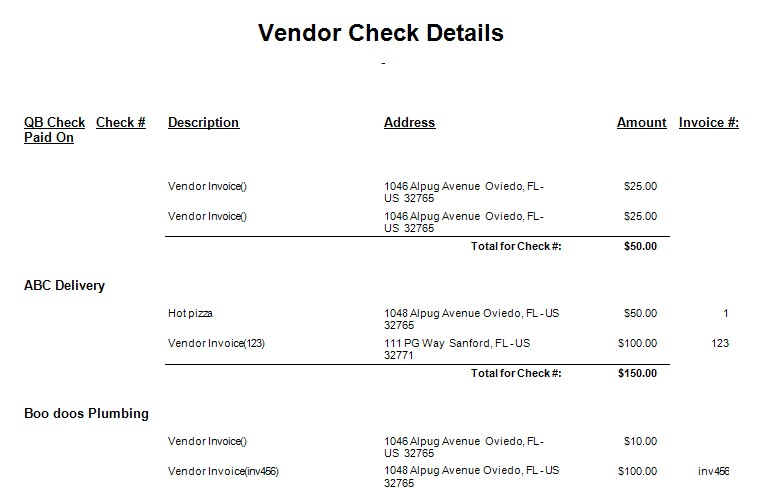 Vendor Check Details
-
QB Check Paid On Check # Description Address Amount Invoice #:
Vendor Invoice() 1046 Alpug Avenue Oviedo, FL- $25.00
US 32765
Vendor Invoice() 1046 Alpug Avenue Oviedo, FL- $25.00
US 32765
Total for Check #: $50.00
ABC Delivery
Hot pizza 1048 Alpug Avenue Oviedo, FL-US $50.00 1
32765
Vendor Invoice(123) 111 PG Way Sanford, FL-US $100.00 123
32771
Total for Check #: $150.00
Boo doos Plumbing
Vendor Invoice() 1046 Alpug Avenue Oviedo, FL- $10.00
US 32765
Vendor Invoice(inv456) 1048 Alpug Avenue Oviedo, FL-US $100.00 inv456
32765